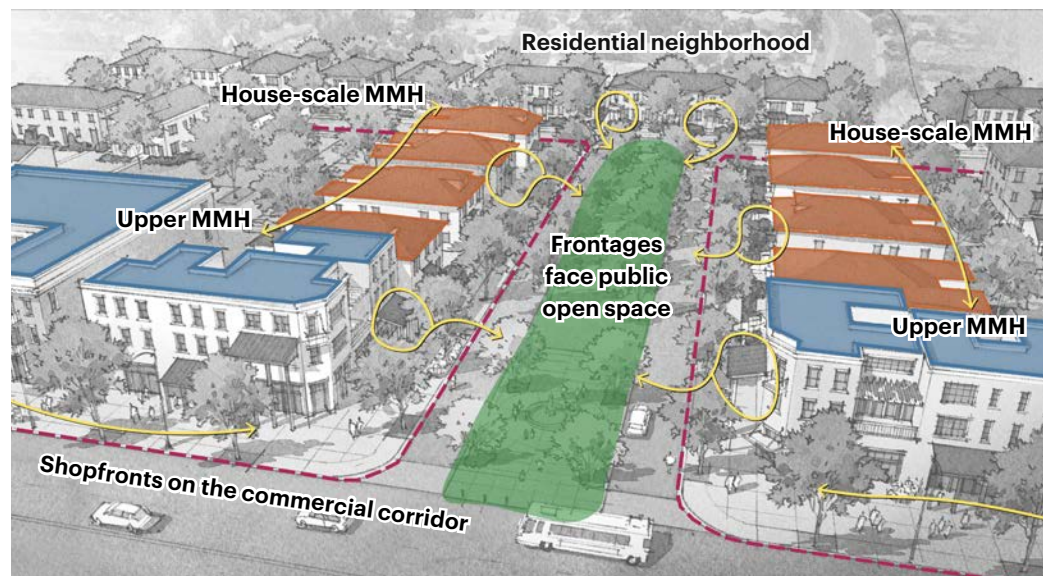 Residential neighborhood
House-scale MMH
House-scale MMH
Upper MMH
Frontages
face public
open space
Upper MMH
Shopfronts on the commercial corridor